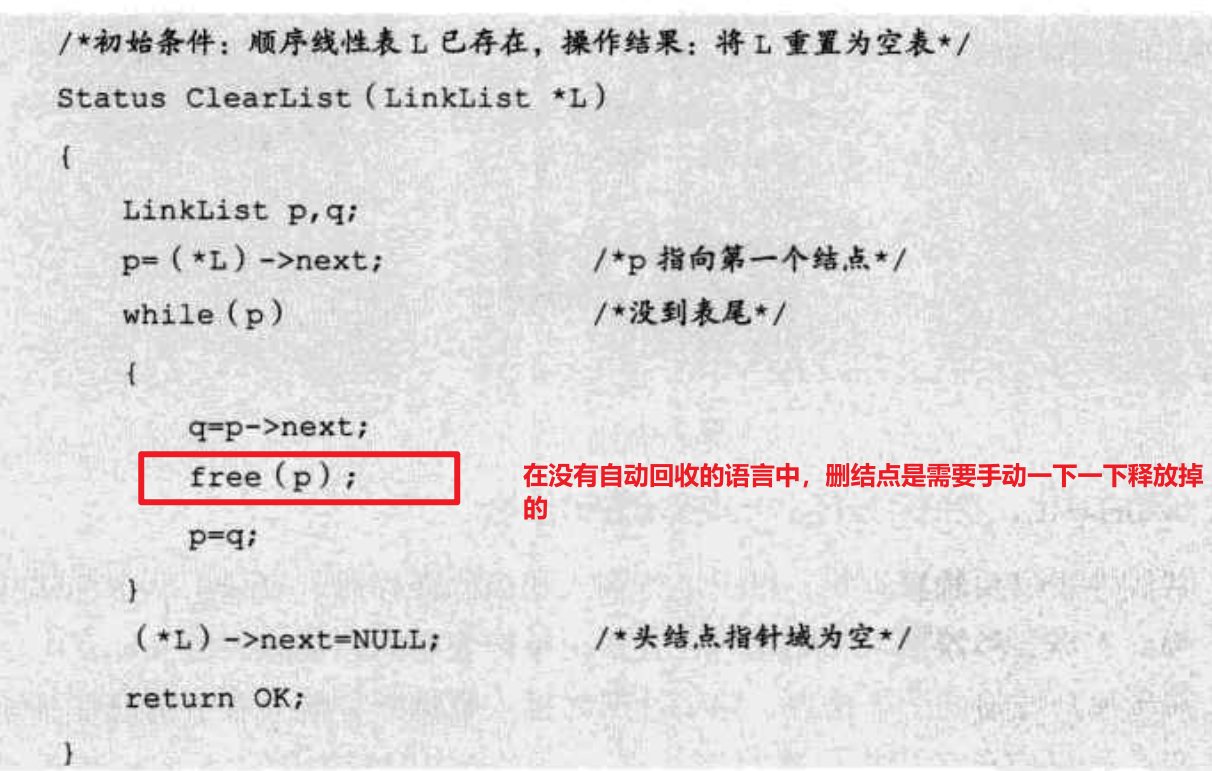 /*初始条件：顺序线性表 L 已存在，操作结果：将 L 重置为空表*/
Status ClearList(LinkList *L)
{
LinkList p,q;
p=(*L)->next; /*p 指向第一个结点*/
while(p) /*没到表尾*/
{
q=p->next;
free(p); 在没有自动回收的语言中，删结点是需要手动一下一下释放掉
的
p=q;
}
(*L)->next=NULL; /*头结点指针域为空*/
return OK;
}